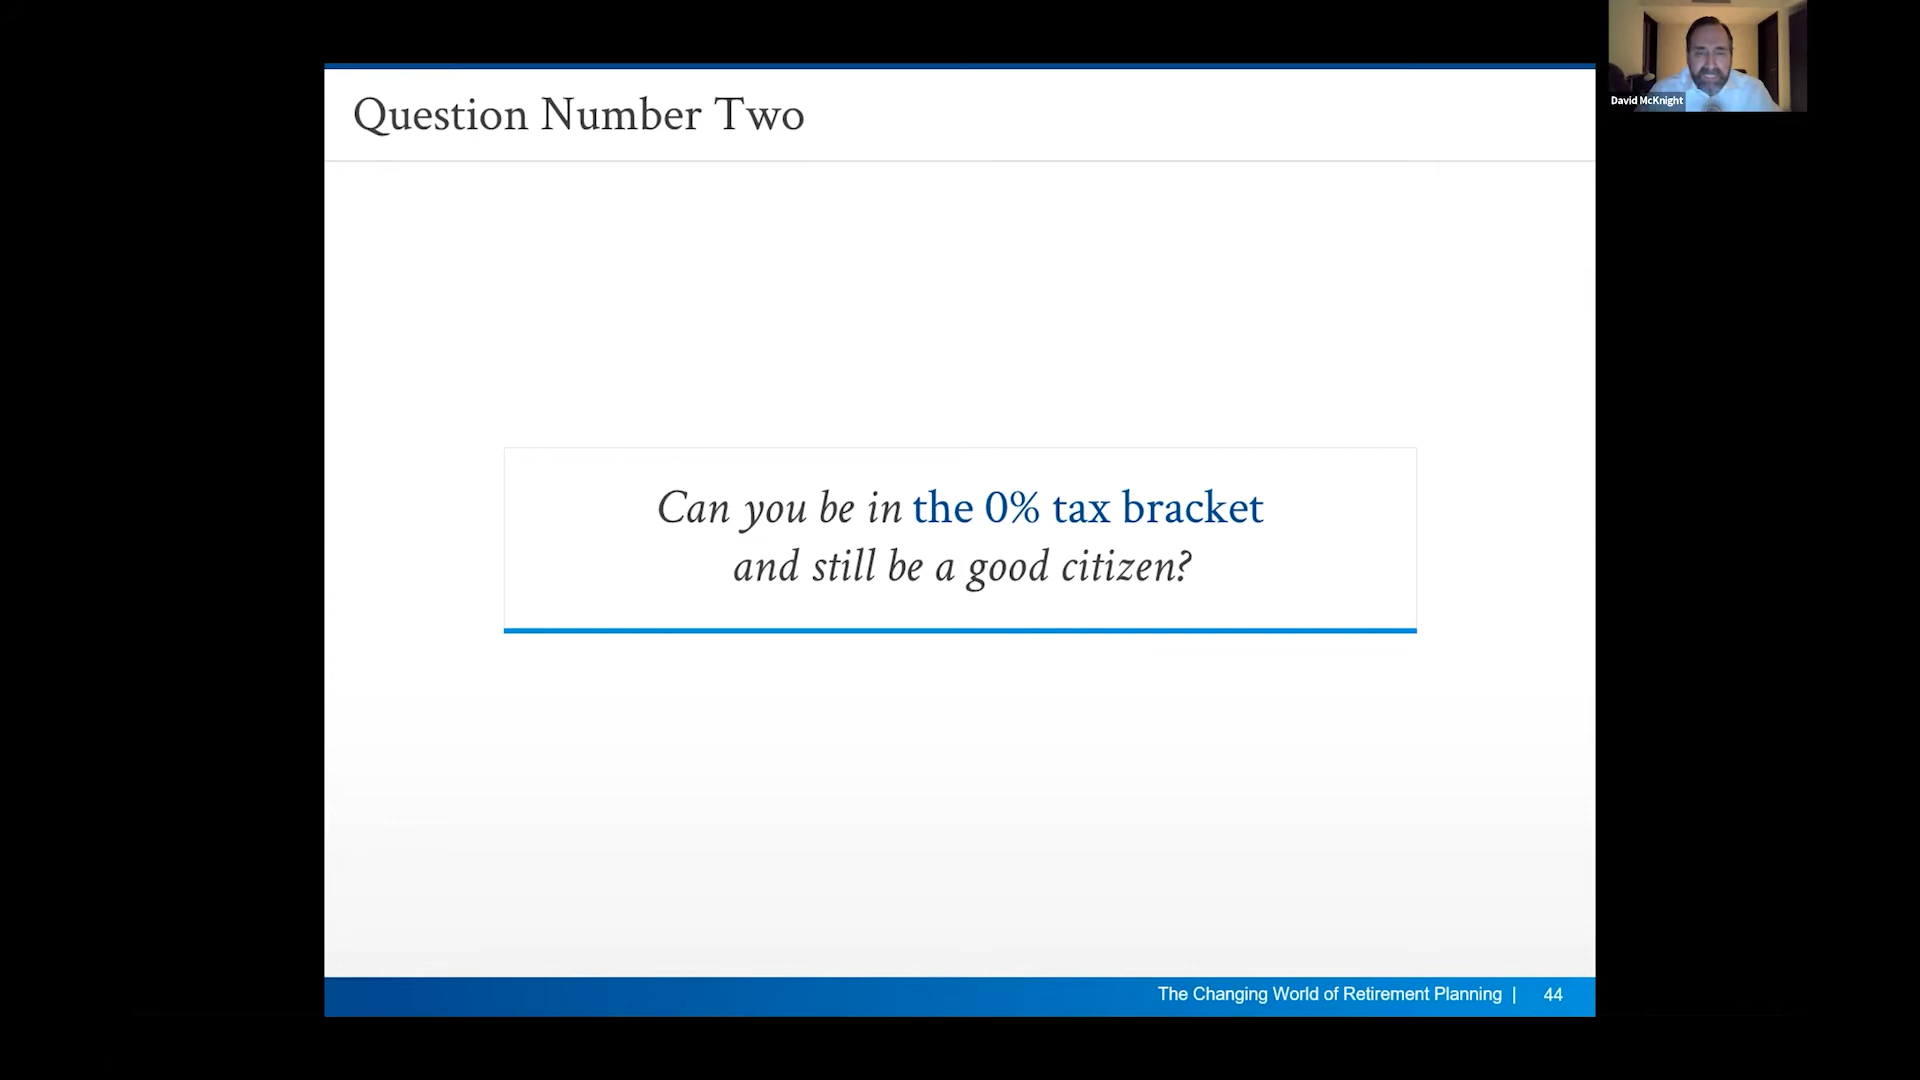 David McKnight
Question Number Two
Can you be in the 0% tax bracket
and still be a good citizen?
The Changing World of Retirement Planning | 44